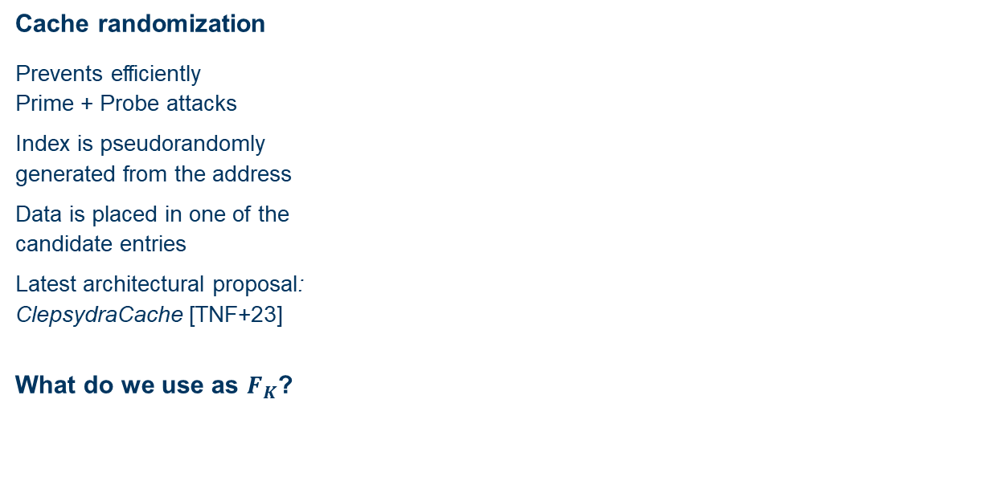 Cache randomization
Prevents efficiently
Prime + Probe attacks
Index is pseudorandomly
generated from the address
Data is placed in one of the
candidate entries
Latest architectural proposal:
ClepsydraCache [TNF+23]
What do we use as F_K?